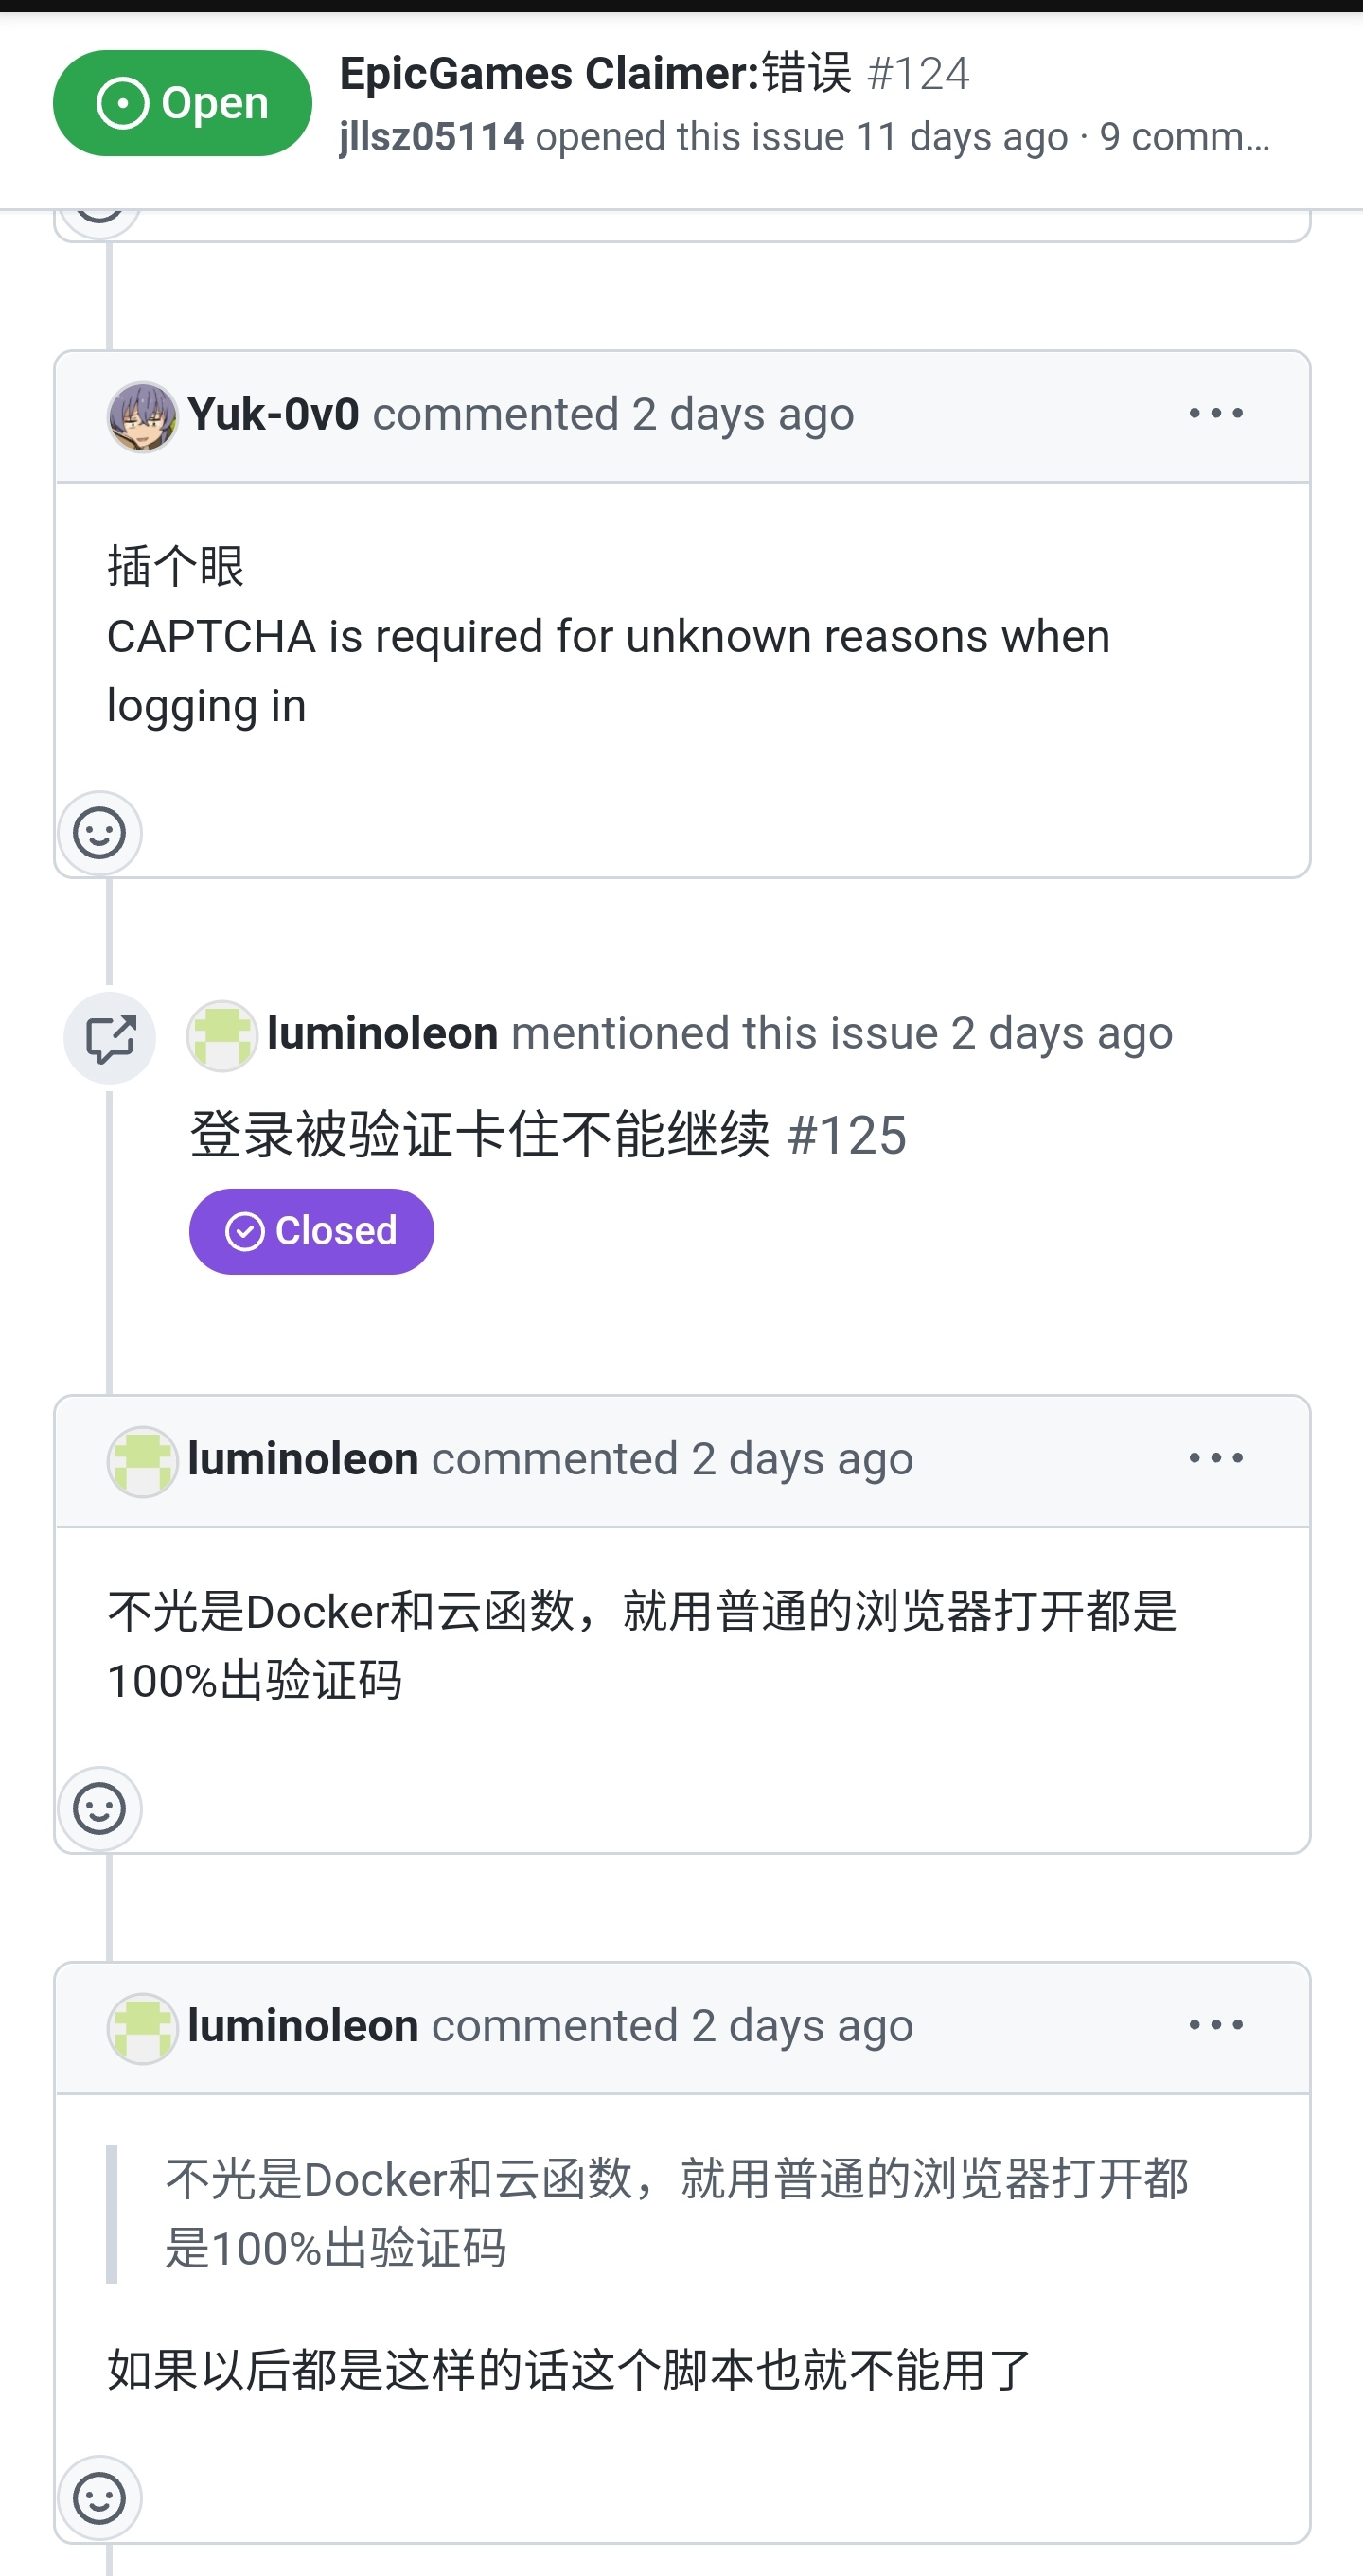 Open
EpicGames Claimer:错误 #124
jllsz05114 opened this issue 11 days ago · 9 comm...
Yuk-0v0 commented 2 days ago
插个眼
CAPTCHA is required for unknown reasons when
logging in
luminoleon mentioned this issue 2 days ago
登录被验证卡住不能继续 #125
Closed
luminoleon commented 2 days ago
不光是Docker和云函数，就用普通的浏览器打开都是
100%出验证码
luminoleon commented 2 days ago
不光是Docker和云函数，就用普通的浏览器打开都
是100%出验证码
如果以后都是这样的话这个脚本也就不能用了